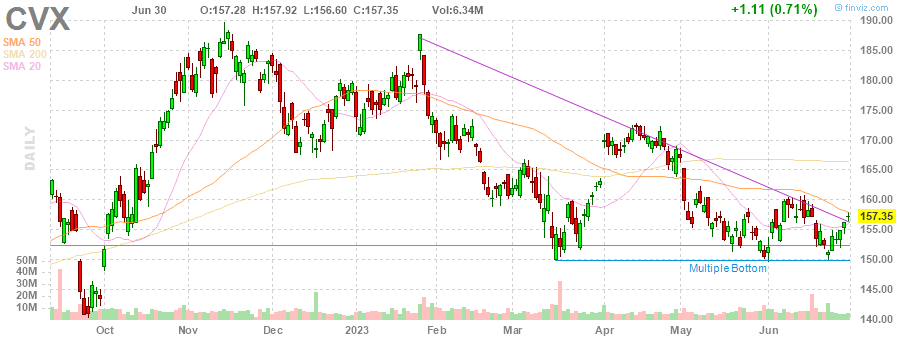 CVX
Jun 30 O:157.28 H:157.92 L:156.60 C:157.35 Vol:6.34M
+1.11 (0.71%)
© finviz.com
SMA 50
SMA 200
SMA 20
DAILY
190.00
185.00
180.00
175.00
170.00
165.00
160.00
157.35
155.00
150.00
145.00
140.00
50M
40M
30M
20M
10M
Multiple Bottom
Oct Nov Dec 2023 Feb Mar Apr May Jun